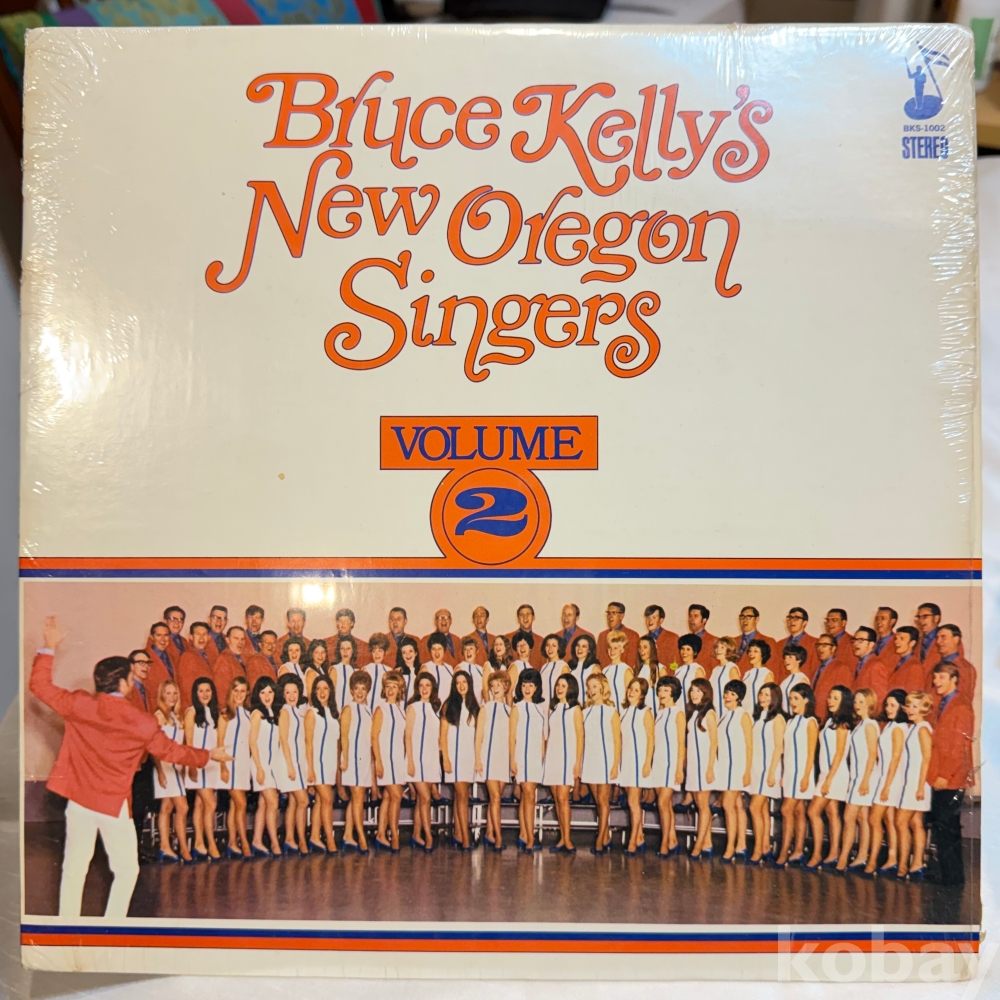 Bruce Kelly's
New Oregon
Singers
BKS-1002
STEREO
VOLUME
2
kobay